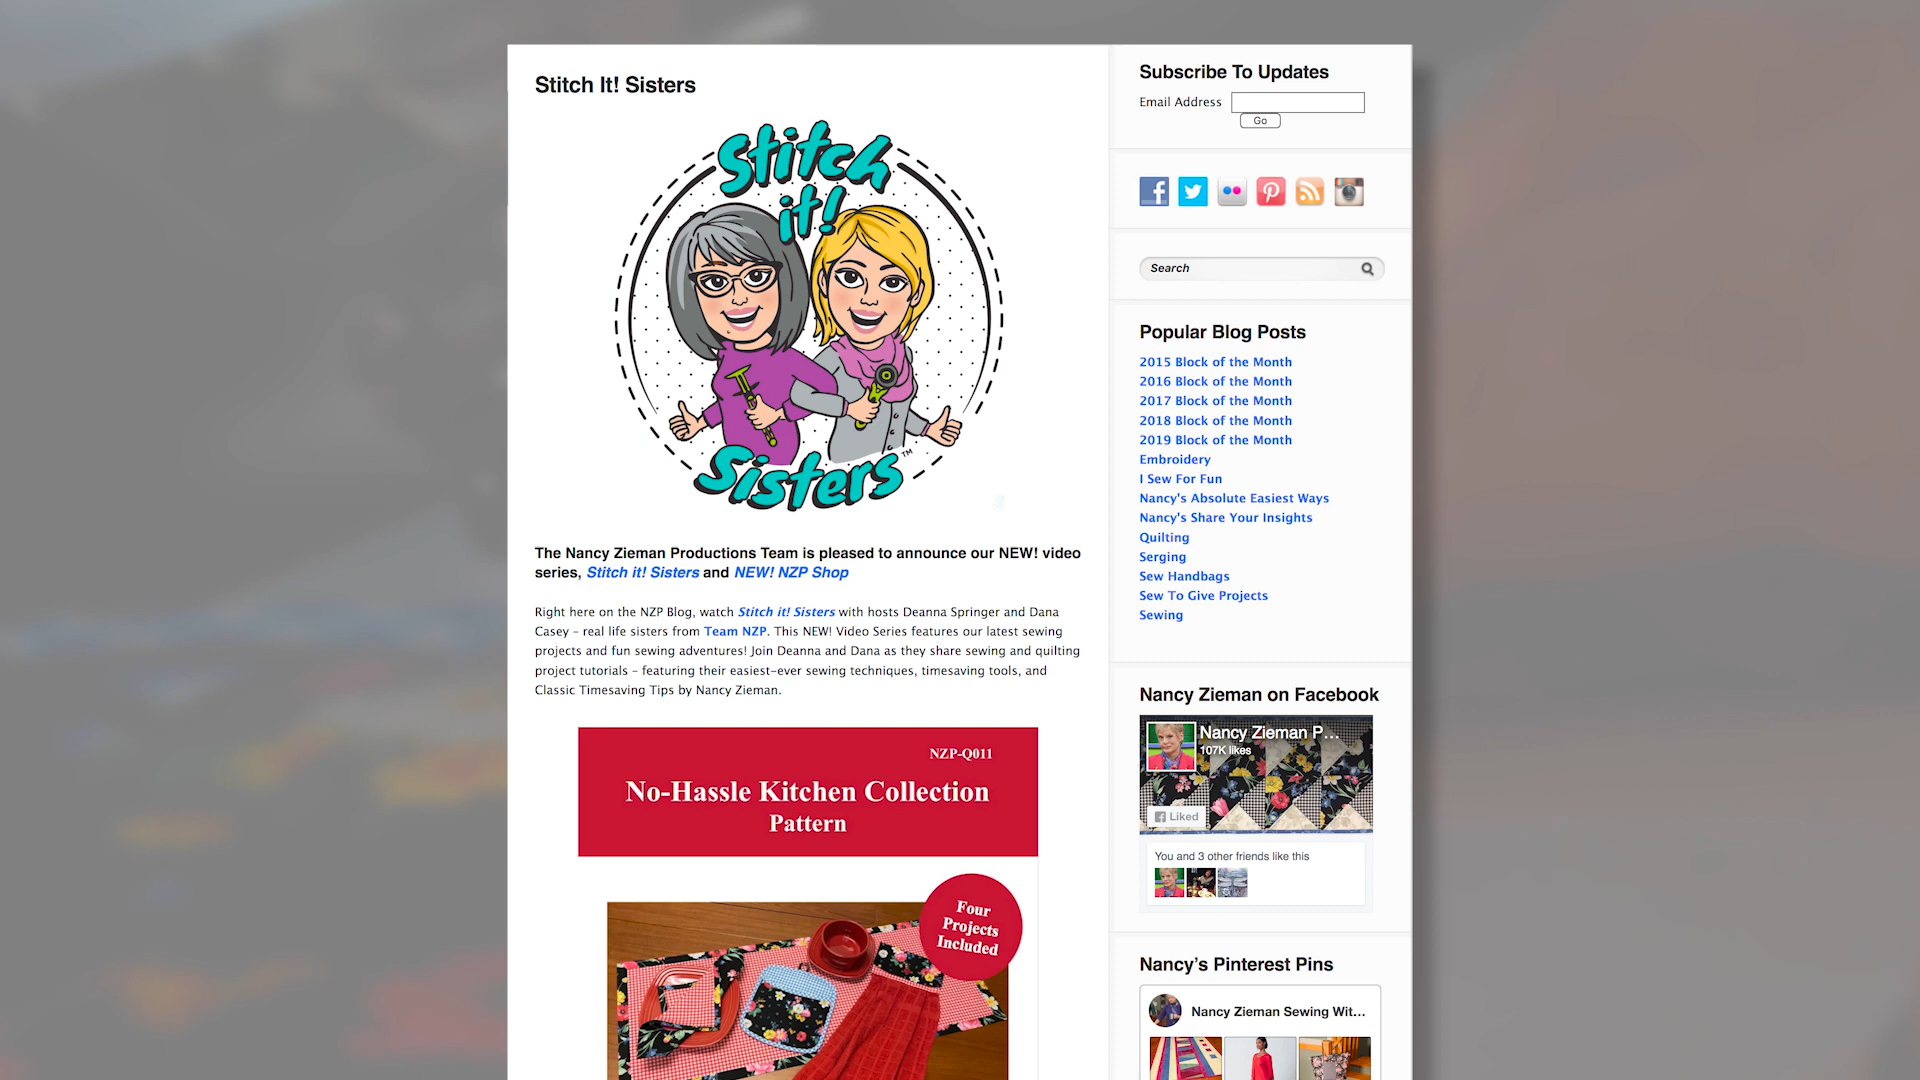 Stitch It! Sisters
Stitch
it!
Sisters™
The Nancy Zieman Productions Team is pleased to announce our NEW! video
series, Stitch it! Sisters and NEW! NZP Shop
Right here on the NZP Blog, watch Stitch it! Sisters with hosts Deanna Springer and Dana
Casey – real life sisters from Team NZP. This NEW! Video Series features our latest sewing
projects and fun sewing adventures! Join Deanna and Dana as they share sewing and quilting
project tutorials – featuring their easiest-ever sewing techniques, timesaving tools, and
Classic Timesaving Tips by Nancy Zieman.
NZP-Q011
No-Hassle Kitchen Collection
Pattern
Four
Projects
Included
Subscribe To Updates
Email Address
Go
Search
Popular Blog Posts
2015 Block of the Month
2016 Block of the Month
2017 Block of the Month
2018 Block of the Month
2019 Block of the Month
Embroidery
I Sew For Fun
Nancy's Absolute Easiest Ways
Nancy's Share Your Insights
Quilting
Serging
Sew Handbags
Sew To Give Projects
Sewing
Nancy Zieman on Facebook
Nancy Zieman P...
107K likes
Liked
You and 3 other friends like this
Nancy’s Pinterest Pins
Nancy Zieman Sewing Wit...